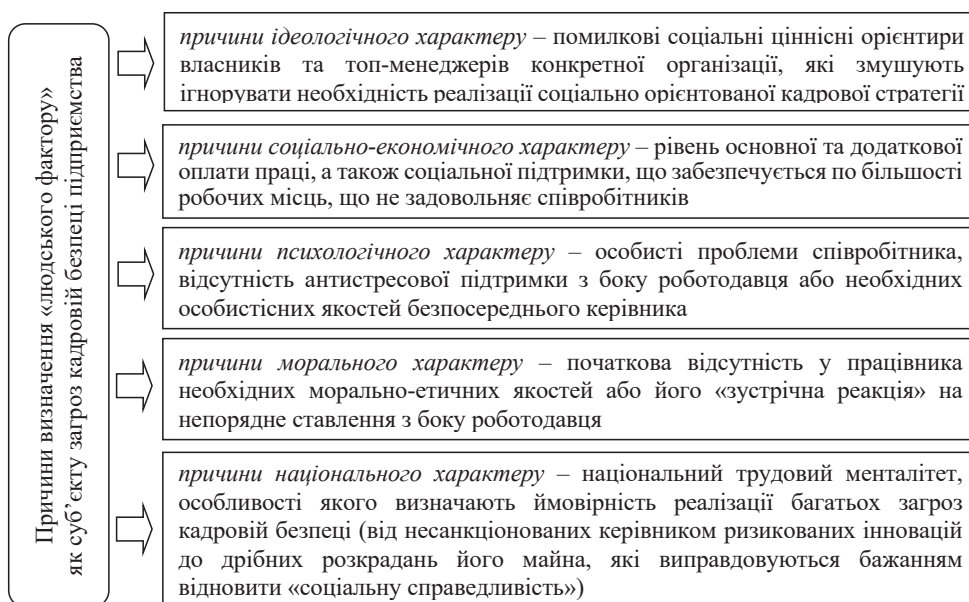 Причини визначення «людського фактору»
як суб’єкту загроз кадровій безпеці підприємства
причини ідеологічного характеру – помилкові соціальні ціннісні орієнтири
власників та топ-менеджерів конкретної організації, які змушують
ігнорувати необхідність реалізації соціально орієнтованої кадрової стратегії
причини соціально-економічного характеру – рівень основної та додаткової
оплати праці, а також соціальної підтримки, що забезпечується по більшості
робочих місць, що не задовольняє співробітників
причини психологічного характеру – особисті проблеми співробітника,
відсутність антистресової підтримки з боку роботодавця або необхідних
особистісних якостей безпосереднього керівника
причини морального характеру – початкова відсутність у працівника
необхідних морально-етичних якостей або його «зустрічна реакція» на
непорядне ставлення з боку роботодавця
причини національного характеру – національний трудовий менталітет,
особливості якого визначають ймовірність реалізації багатьох загроз
кадровій безпеці (від несанкціонованих керівником ризикованих інновацій
до дрібних розкрадань його майна, які виправдовуються бажанням
відновити «соціальну справедливість»)